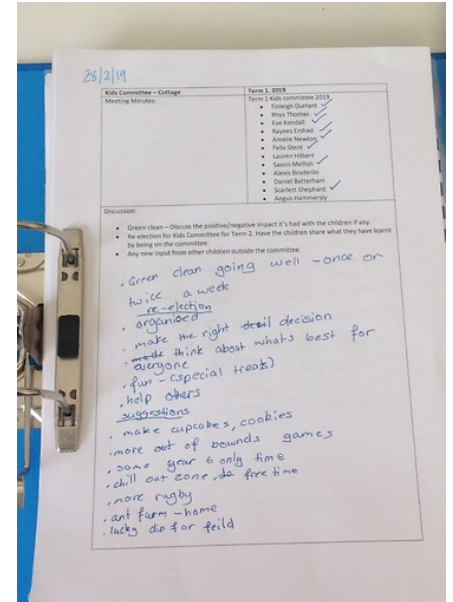 28/2/19
Kids Committee – Cottage
Term 1, 2019
Meeting Minutes:
Term 1 Kids committee 2019
• Finleigh Durrant
• Rhys Thomas
• Eve Kendall
• Rayees Ershad
• Amelie Newton
• Felix Stent
• Lauren Hilbert
• Saxon Mellish
• Alexis Bruderlin
• Daniel Batterham
• Scarlett Shephard
• Angus Hammersly
Discussion:
• Green clean – Discuss the positive/negative impact it's had with the children if any.
• Re-election for Kids Committee for Term 2. Have the children share what they have learnt
by being on the committee.
• Any new input from other children outside the committee.
. Green clean going well - once or
twice a week
re-election
. organised
. make the right decision
. think about whats best for
everyone
. fun - (special treats)
. help others
suggestions
. make cupcakes, cookies
. more out of bounds games
. some year 6 only time
. chill out zone, free time
. more rugby
. ant farm - home
. lucky dip for feild